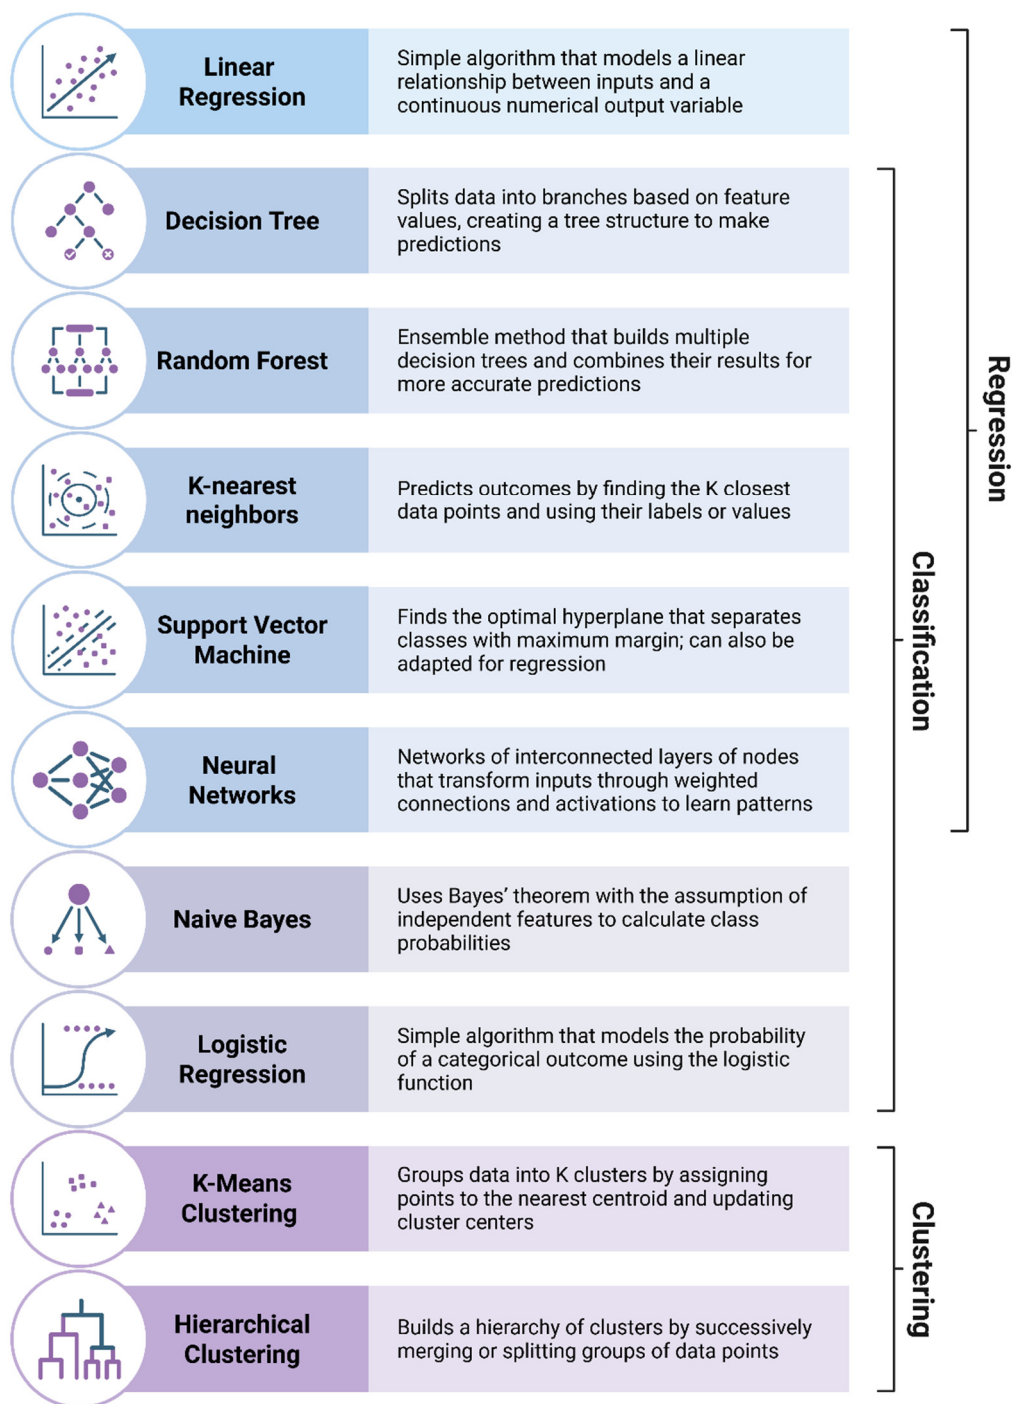 Linear
Regression
Simple algorithm that models a linear
relationship between inputs and a
continuous numerical output variable
Decision Tree
Splits data into branches based on feature
values, creating a tree structure to make
predictions
Random Forest
Ensemble method that builds multiple
decision trees and combines their results for
more accurate predictions
K-nearest
neighbors
Predicts outcomes by finding the K closest
data points and using their labels or values
Support Vector
Machine
Finds the optimal hyperplane that separates
classes with maximum margin; can also be
adapted for regression
Neural
Networks
Networks of interconnected layers of nodes
that transform inputs through weighted
connections and activations to learn patterns
Naive Bayes
Uses Bayes’ theorem with the assumption of
independent features to calculate class
probabilities
Logistic
Regression
Simple algorithm that models the probability
of a categorical outcome using the logistic
function
K-Means
Clustering
Groups data into K clusters by assigning
points to the nearest centroid and updating
cluster centers
Hierarchical
Clustering
Builds a hierarchy of clusters by successively
merging or splitting groups of data points
Regression
Classification
Clustering